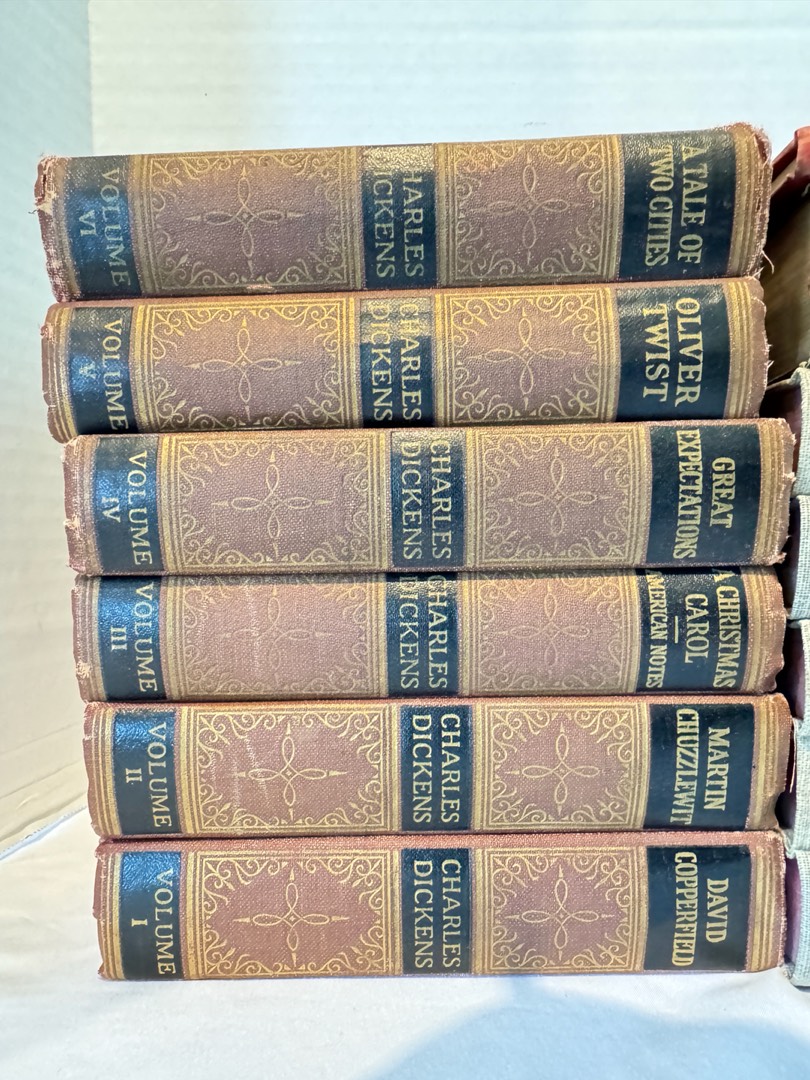 A TALE OF
TWO CITIES
CHARLES
DICKENS
VOLUME
VI
OLIVER
TWIST
CHARLES
DICKENS
VOLUME
V
GREAT
EXPECTATIONS
CHARLES
DICKENS
VOLUME
IV
A CHRISTMAS
CAROL
AMERICAN NOTES
CHARLES
DICKENS
VOLUME
III
MARTIN
CHUZZLEWIT
CHARLES
DICKENS
VOLUME
II
DAVID
COPPERFIELD
CHARLES
DICKENS
VOLUME
I